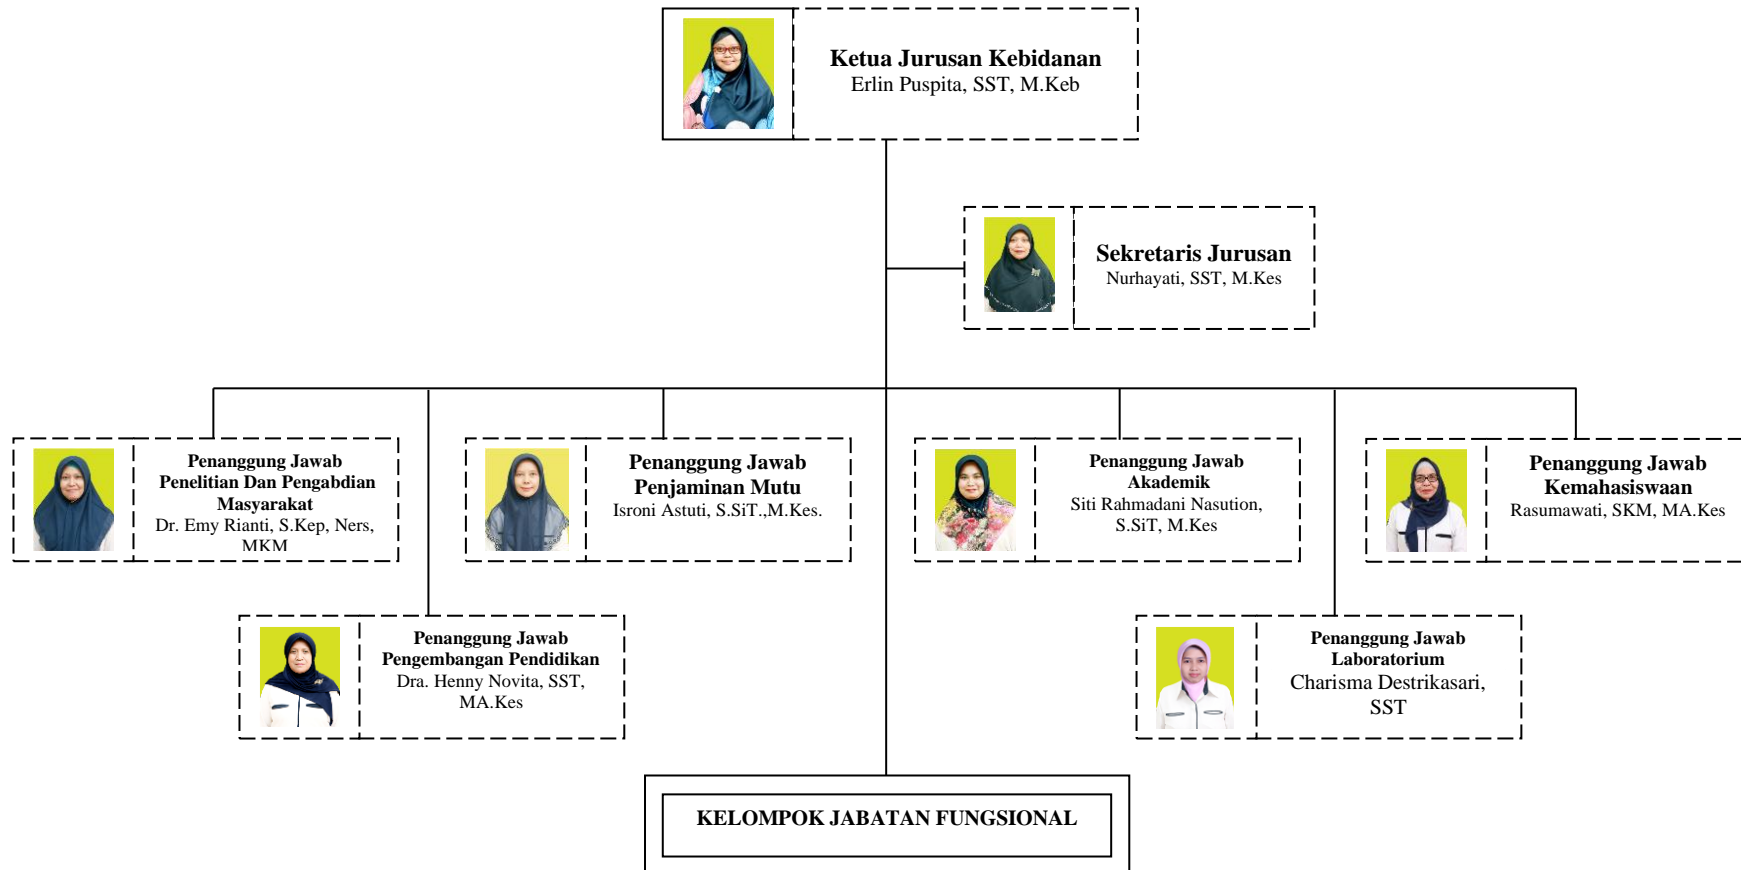 Ketua Jurusan Kebidanan
Erlin Puspita, SST, M.Keb
Sekretaris Jurusan
Nurhayati, SST, M.Kes
Penanggung Jawab
Penelitian Dan Pengabdian
Masyarakat
Dr. Emy Rianti, S.Kep, Ners,
MKM
Penanggung Jawab
Penjaminan Mutu
Isroni Astuti, S.SiT.,M.Kes.
Penanggung Jawab
Akademik
Siti Rahmadani Nasution,
S.SiT, M.Kes
Penanggung Jawab
Kemahasiswaan
Rasumawati, SKM, MA.Kes
Penanggung Jawab
Pengembangan Pendidikan
Dra. Henny Novita, SST,
MA.Kes
Penanggung Jawab
Laboratorium
Charisma Destrikasari,
SST
KELOMPOK JABATAN FUNGSIONAL